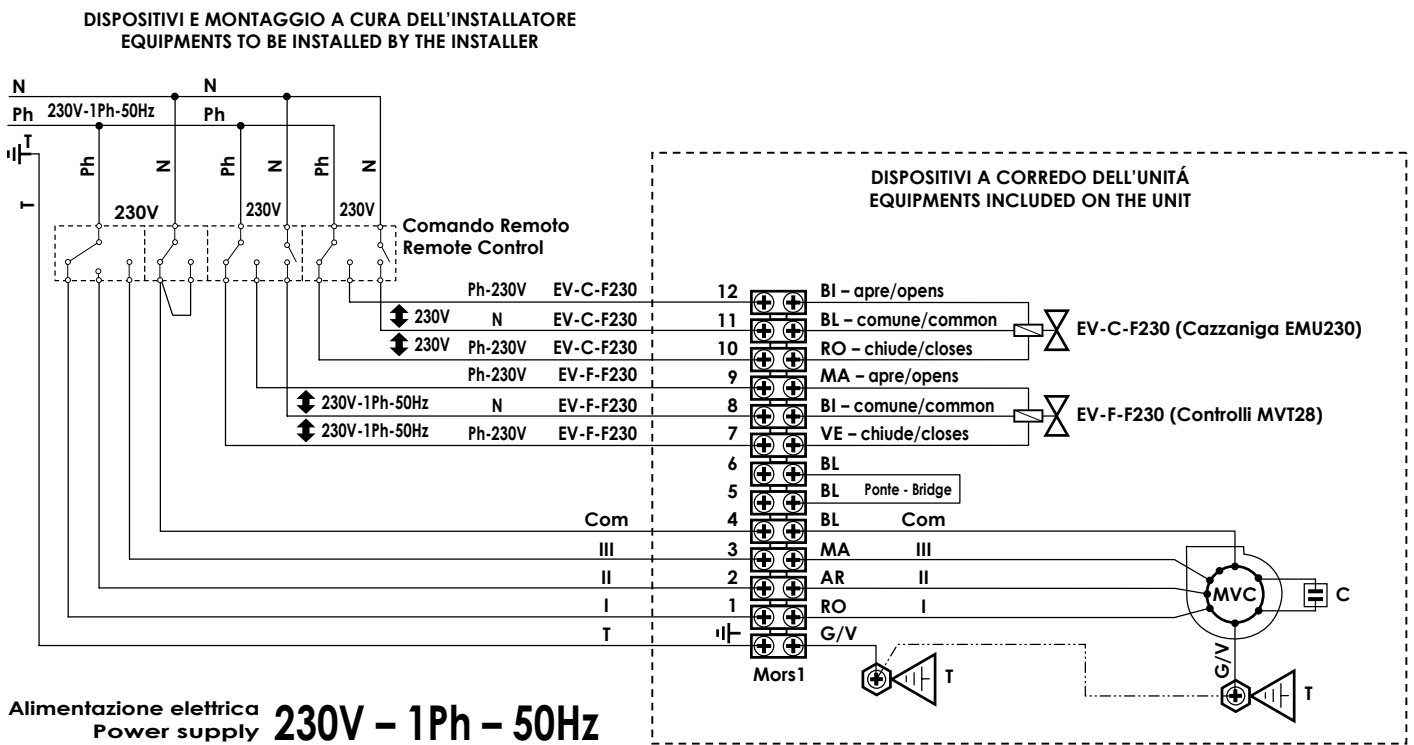 DISPOSITIVI E MONTAGGIO A CURA DELL'INSTALLATORE
EQUIPMENTS TO BE INSTALLED BY THE INSTALLER
N N
Ph 230V-1Ph-50Hz Ph
T
Ph N Ph N Ph N
T
230V 230V 230V
Comando Remoto
Remote Control
DISPOSITIVI A CORREDO DELL'UNITÁ
EQUIPMENTS INCLUDED ON THE UNIT
Ph-230V EV-C-F230 12 BI – apre/opens
230V N EV-C-F230 11 BL – comune/common
EV-C-F230 (Cazzaniga EMU230)
230V Ph-230V EV-C-F230 10 RO – chiude/closes
Ph-230V EV-F-F230 9 MA – apre/opens
230V-1Ph-50Hz N EV-F-F230 8 BI – comune/common
EV-F-F230 (Controlli MVT28)
230V-1Ph-50Hz Ph-230V EV-F-F230 7 VE – chiude/closes
6 BL
5 BL Ponte - Bridge
Com 4 BL Com
III 3 MA III
II 2 AR II
I 1 RO I
MVC C
T G/V
Mors1
T
G/V
T
Alimentazione elettrica
Power supply
230V – 1Ph – 50Hz